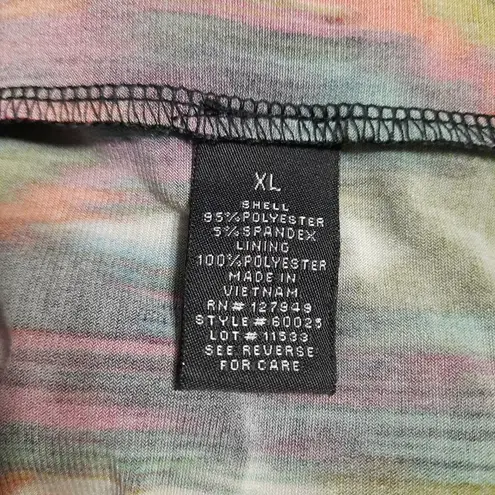 XL
SHELL
95%POLYESTER
5%SPANDEX
LINING
100%POLYESTER
MADE IN
VIETNAM
RN# 127949
STYLE # 60025
LOT # 11533
SEE REVERSE
FOR CARE